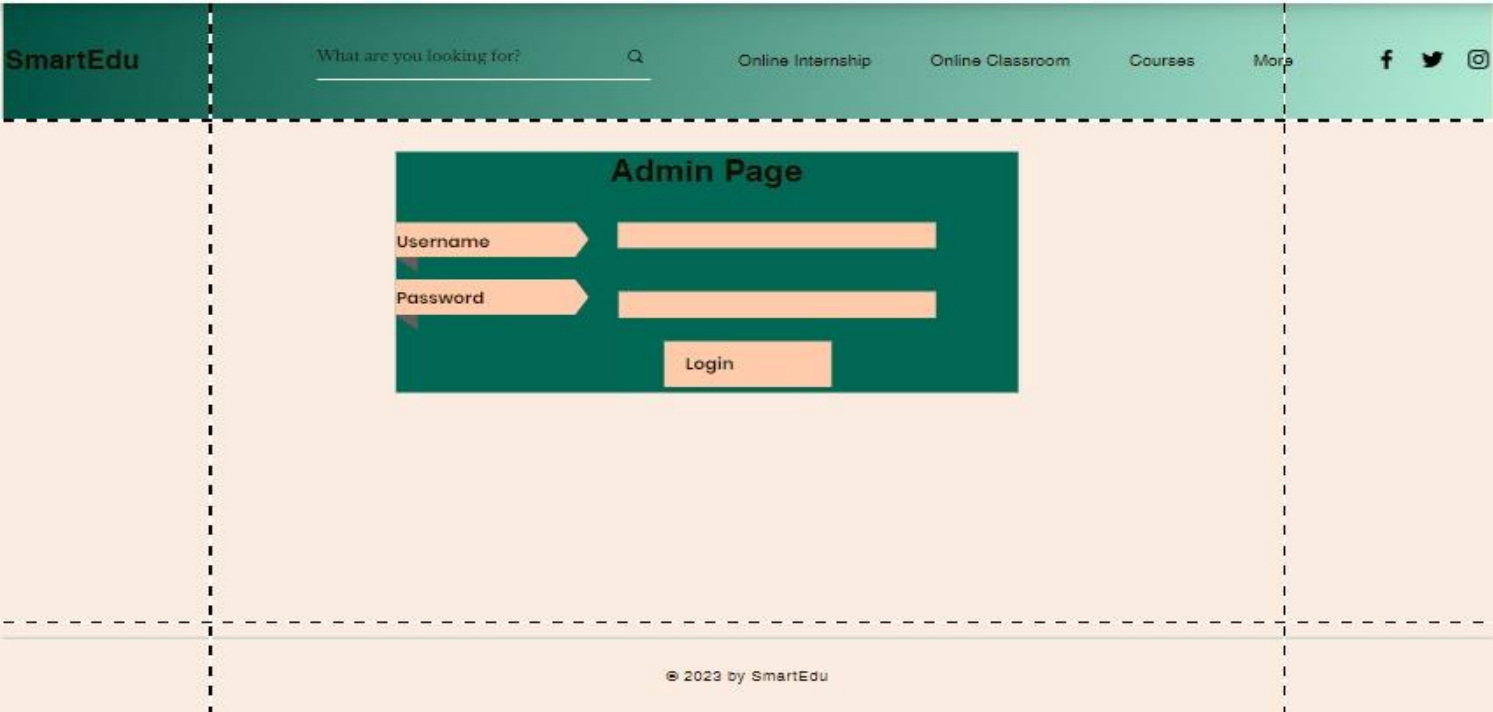 SmartEdu
What are you looking for?
Online Internship
Online Classroom
Courses
More
Admin Page
Username
Password
Login
© 2023 by SmartEdu